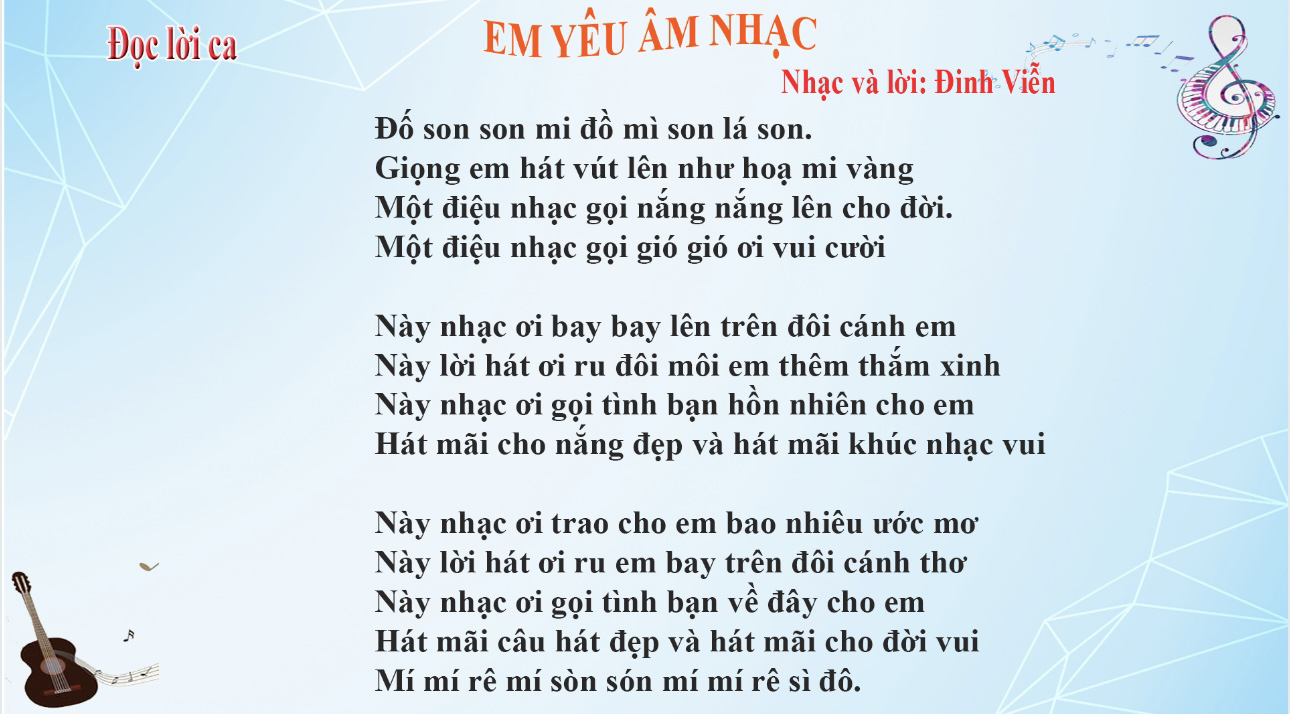 Đọc lời ca
EM YÊU ÂM NHẠC
Nhạc và lời: Đinh Viễn
Đố son son mi đồ mì son lá son.
Giọng em hát vút lên như hoạ mi vàng
Một điệu nhạc gọi nắng nắng lên cho đời.
Một điệu nhạc gọi gió gió ơi vui cười
Này nhạc ơi bay bay lên trên đôi cánh em
Này lời hát ơi ru đôi môi em thêm thắm xinh
Này nhạc ơi gọi tình bạn hồn nhiên cho em
Hát mãi cho nắng đẹp và hát mãi khúc nhạc vui
Này nhạc ơi trao cho em bao nhiêu ước mơ
Này lời hát ơi ru em bay trên đôi cánh thơ
Này nhạc ơi gọi tình bạn về đây cho em
Hát mãi câu hát đẹp và hát mãi cho đời vui
Mí mí rê mí sòn són mí mí rê sì đô.